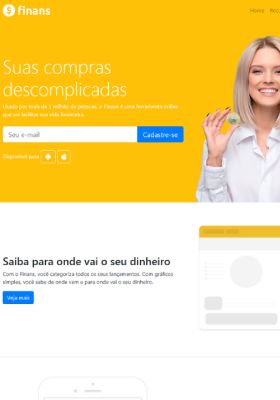 finans
Home
Suas compras
descomplicadas
Usado por mais de 1 milhão de pessoas, o Finans é uma ferramenta online
que vai facilitar sua vida financeira.
Seu e-mail
Cadastre-se
Disponível para
Saiba para onde vai o seu dinheiro
Com o Finans, você categoriza todos os seus lançamentos. Com gráficos
simples, você sabe de onde vem e para onde vai o seu dinheiro.
Veja mais